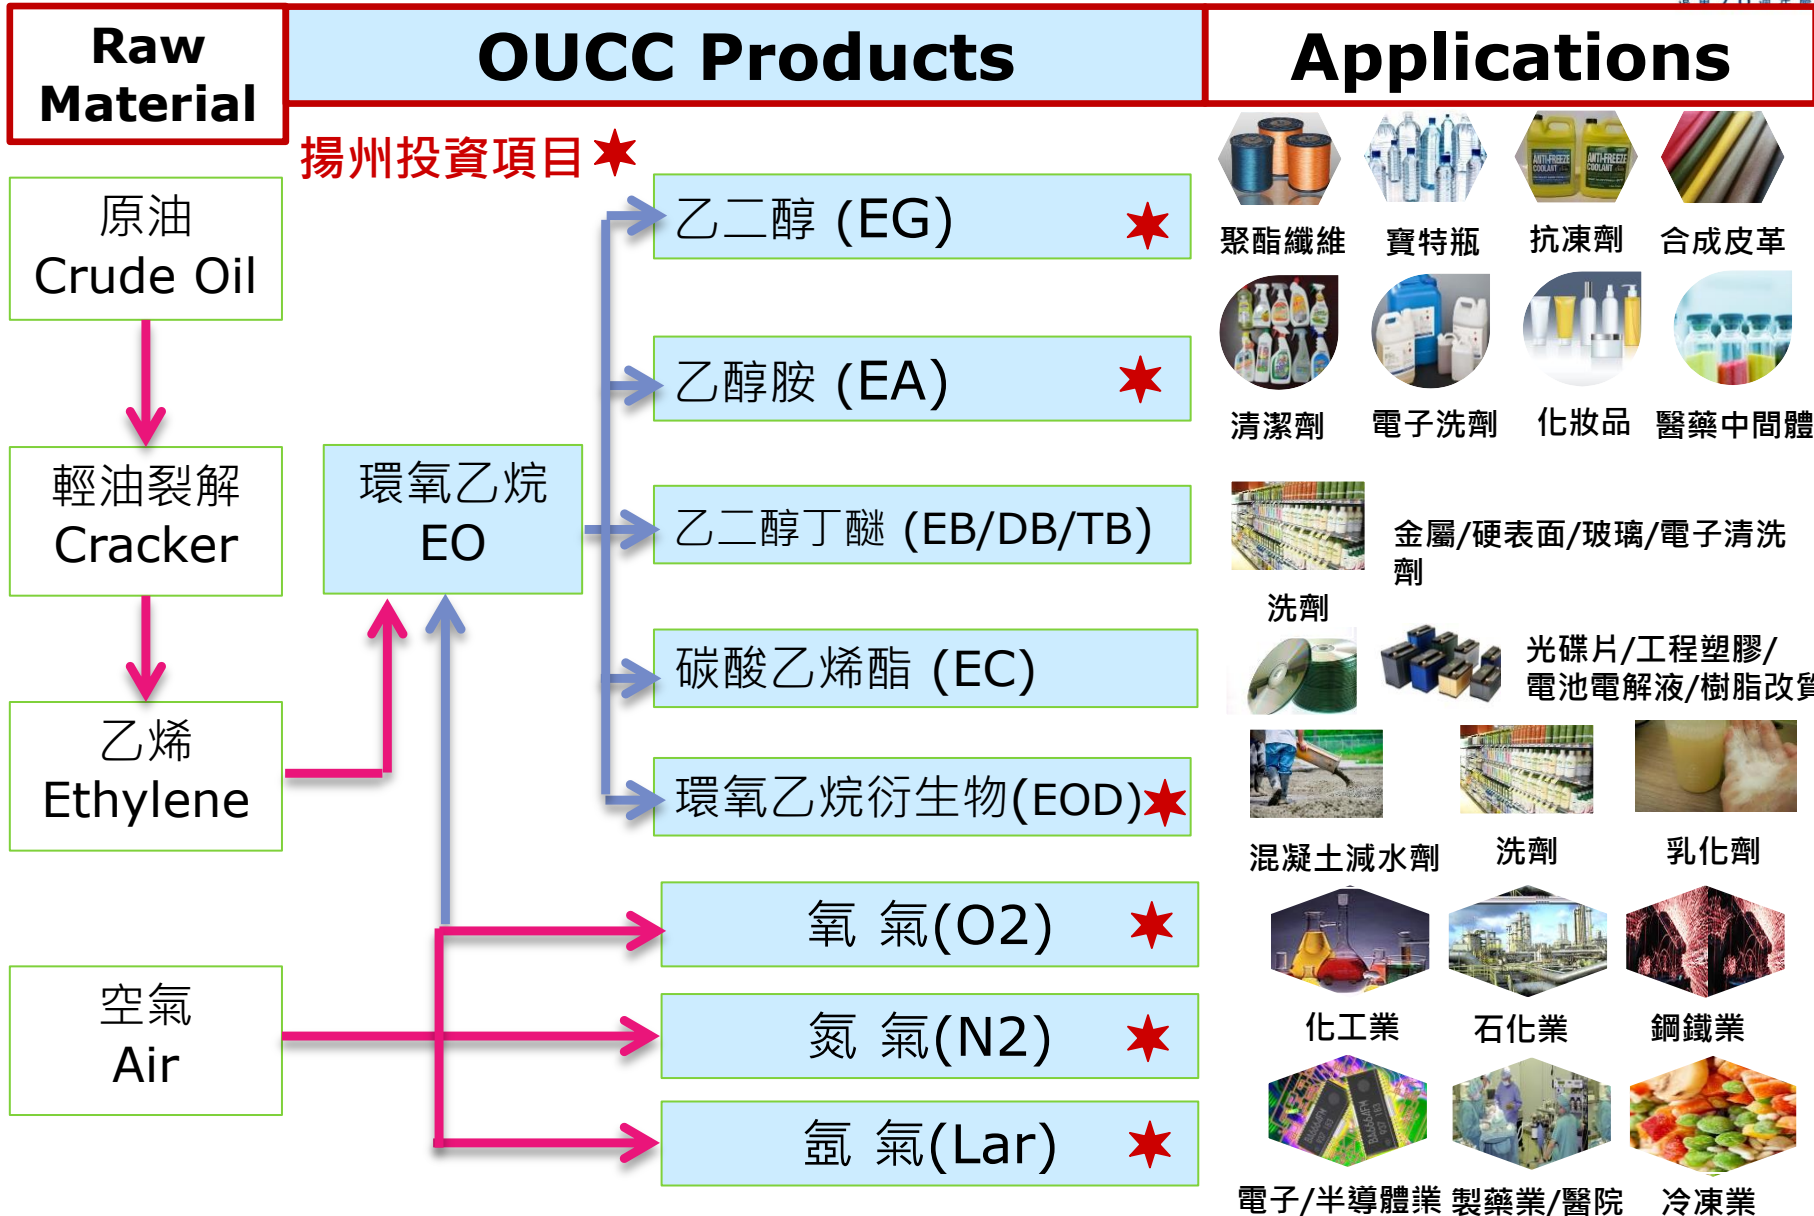 Raw
Material
OUCC Products
Applications
揚州投資項目
原油
Crude Oil
輕油裂解
Cracker
乙烯
Ethylene
空氣
Air
環氧乙烷
EO
乙二醇 (EG)
乙醇胺 (EA)
乙二醇丁醚 (EB/DB/TB)
碳酸乙烯酯 (EC)
環氧乙烷衍生物(EOD)
氧 氣(O2)
氮 氣(N2)
氬 氣(Lar)
ANTI-FREEZE
COOLANT
ANTI-FREEZE
COOLANT
聚酯纖維
寶特瓶
抗凍劑
合成皮革
清潔劑
電子洗劑
化妝品
醫藥中間體
金屬/硬表面/玻璃/電子清洗
劑
洗劑
光碟片/工程塑膠/
電池電解液/樹脂改質
混凝土減水劑
洗劑
乳化劑
化工業
石化業
鋼鐵業
電子/半導體業
製藥業/醫院
冷凍業